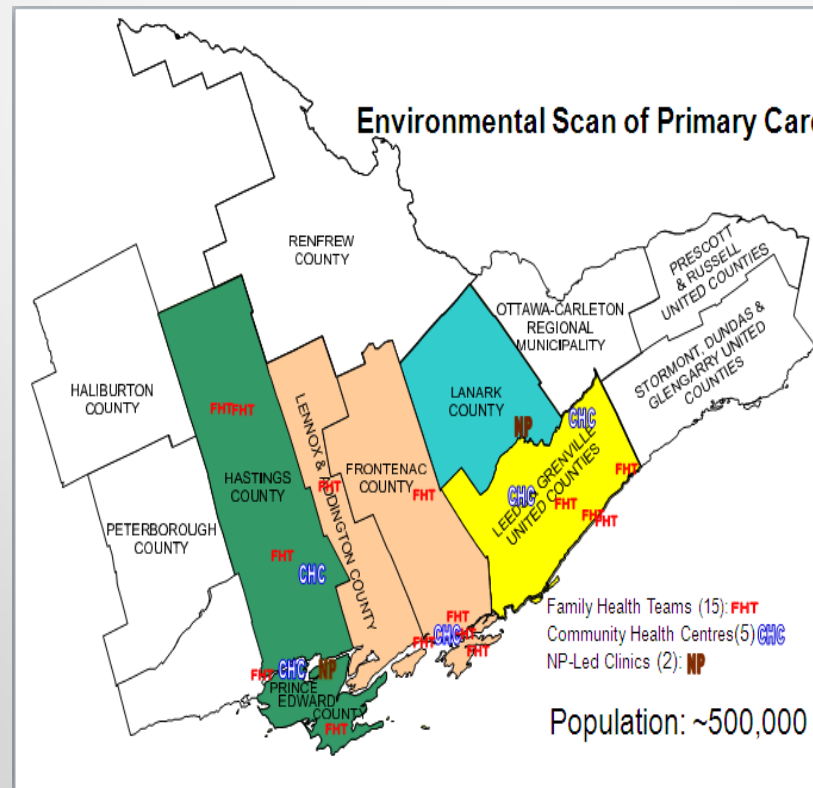 Environmental Scan of Primary Care
RENFREW
COUNTY
PRESCOTT
& RUSSELL
UNITED COUNTIES
OTTAWA-CARLETON
REGIONAL
MUNICIPALITY
STORMONT, DUNDAS &
GLENGARRY UNITED
COUNTIES
HALIBURTON
COUNTY
LANARK
COUNTY
LENNOX & ADDINGTON COUNTY
FHTFHT
NP
CHC
HASTINGS
COUNTY
FRONTENAC
COUNTY
FHT
FHT
CHC
LEEDS & GRENVILLE
UNITED COUNTIES
FHT
FHT
FHT
FHT
PETERBOROUGH
COUNTY
FHT
CHC
Family Health Teams (15): FHT
Community Health Centres(5) CHC
NP-Led Clinics (2): NP
FHT
CHC
FHT
FHT
FHT
FHT
CHC
NP
PRINCE
EDWARD
COUNTY
FHT
Population: ~500,000